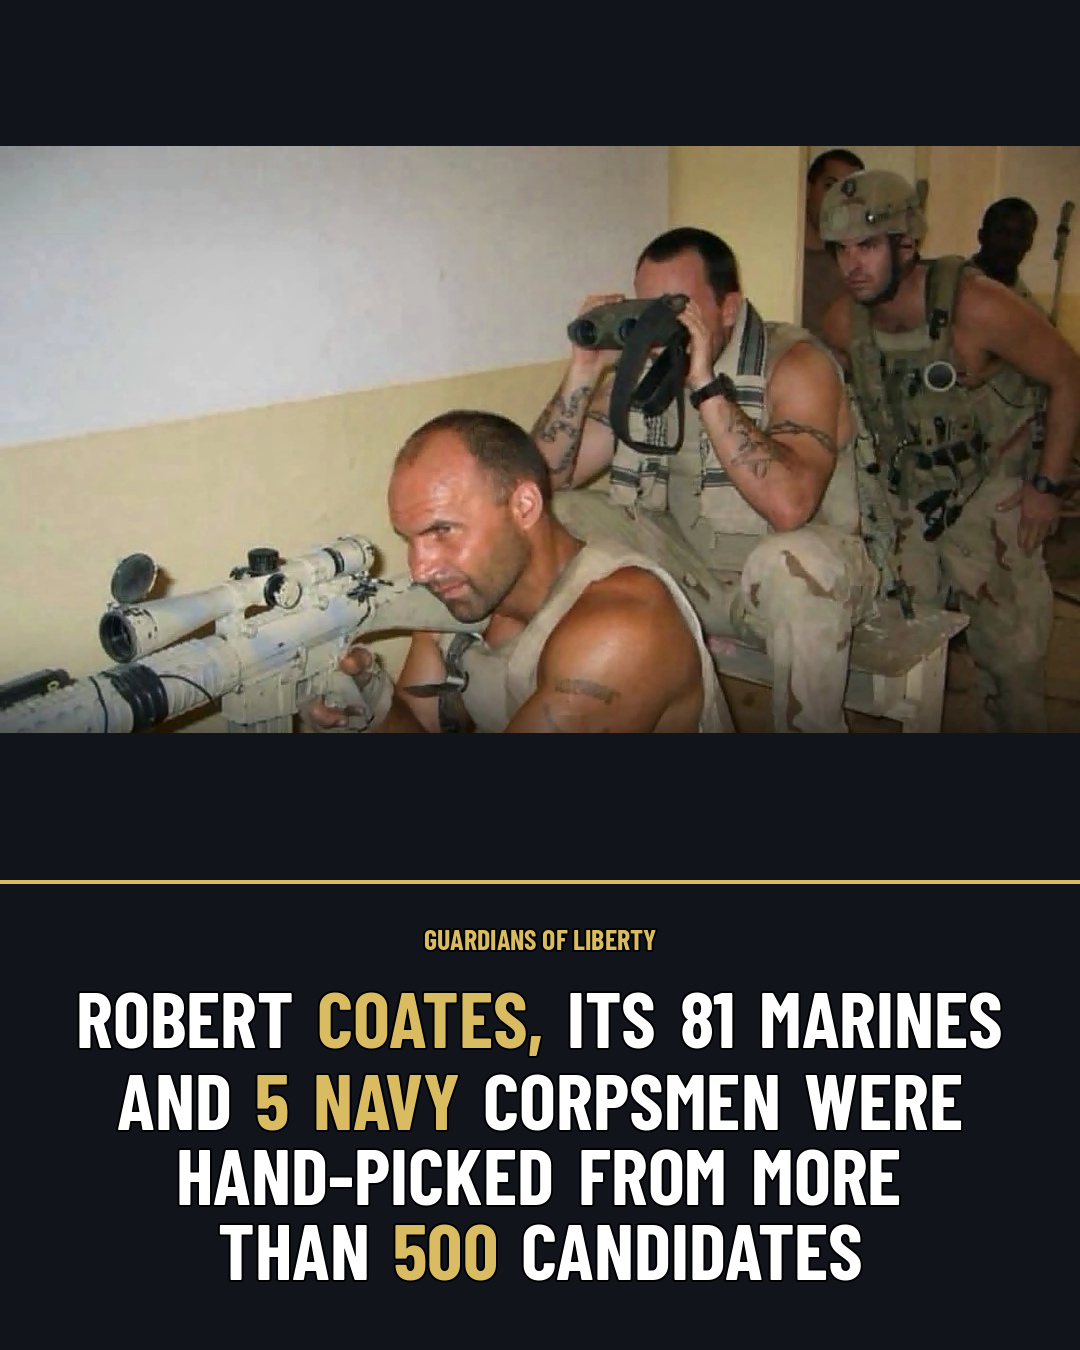 GUARDIANS OF LIBERTY
ROBERT COATES, ITS 81 MARINES
AND 5 NAVY CORPSMEN WERE
HAND-PICKED FROM MORE
THAN 500 CANDIDATES